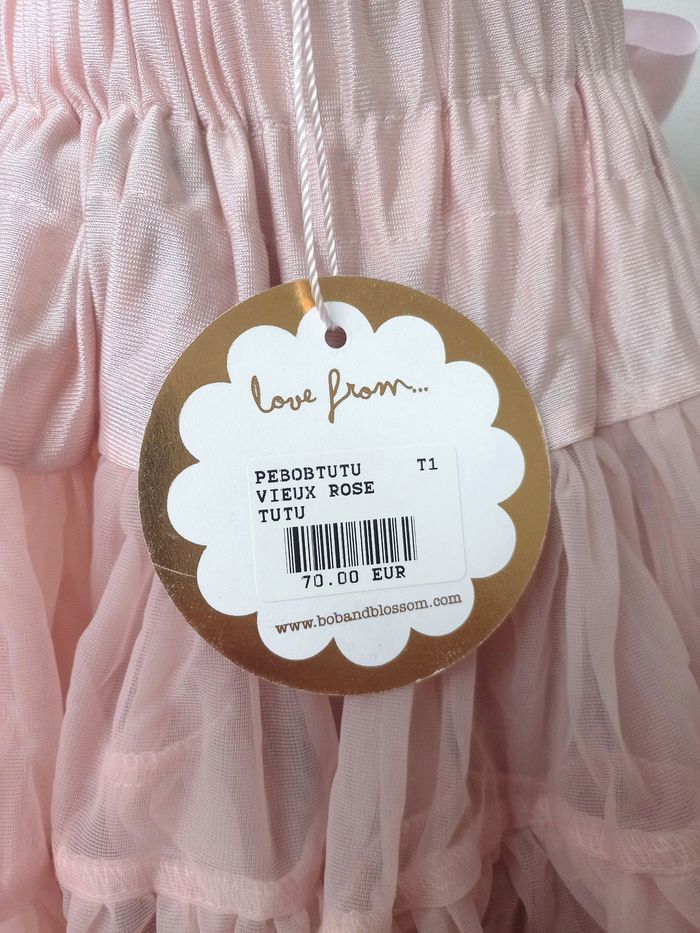 love from...
PEBOBTUTU T1
VIEUX ROSE
TUTU
70.00 EUR
www.bobandblossom.com